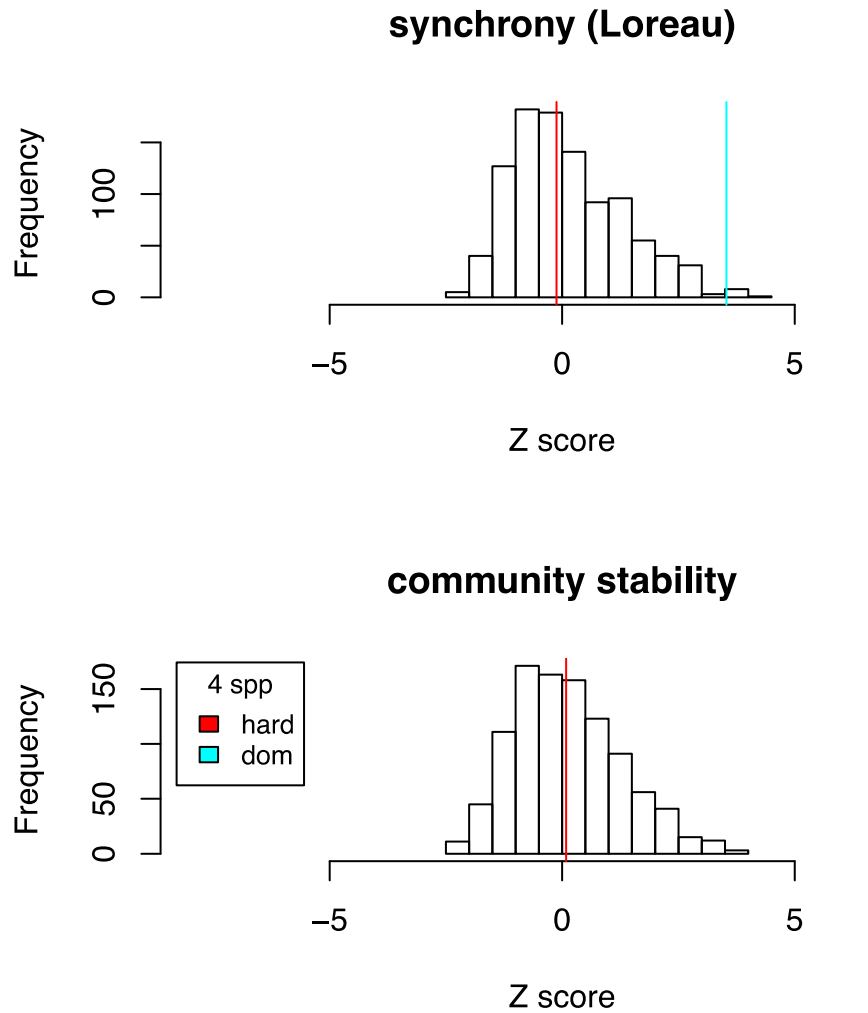 synchrony (Loreau)
Frequency
0
100
−5
0
5
Z score
community stability
Frequency
0
50
150
4 spp
hard
dom
−5
0
5
Z score